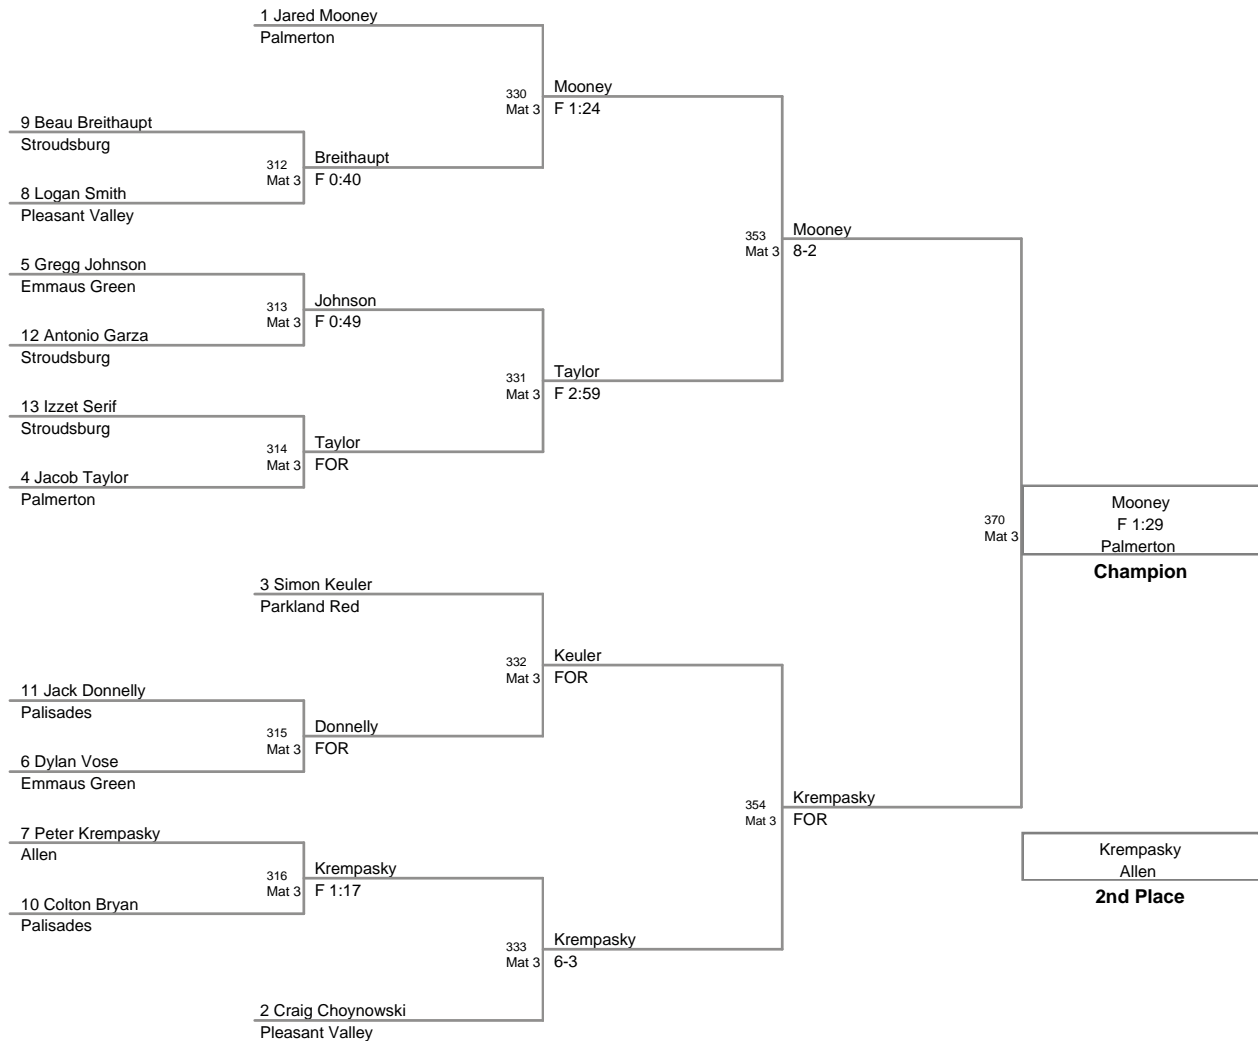 1 Jared Mooney
Palmerton
330
Mat 3
Mooney
F 1:24
9 Beau Breithaupt
Stroudsburg
312
Mat 3
Breithaupt
F 0:40
8 Logan Smith
Pleasant Valley
353
Mat 3
Mooney
8-2
5 Gregg Johnson
Emmaus Green
313
Mat 3
Johnson
F 0:49
12 Antonio Garza
Stroudsburg
331
Mat 3
Taylor
F 2:59
13 Izzet Serif
Stroudsburg
314
Mat 3
Taylor
FOR
4 Jacob Taylor
Palmerton
370
Mat 3
Mooney
F 1:29
Palmerton
Champion
3 Simon Keuler
Parkland Red
332
Mat 3
Keuler
FOR
11 Jack Donnelly
Palisades
315
Mat 3
Donnelly
FOR
6 Dylan Vose
Emmaus Green
354
Mat 3
Krempasky
FOR
7 Peter Krempasky
Allen
316
Mat 3
Krempasky
F 1:17
10 Colton Bryan
Palisades
Krempasky
Allen
2nd Place
333
Mat 3
Krempasky
6-3
2 Craig Choynowski
Pleasant Valley